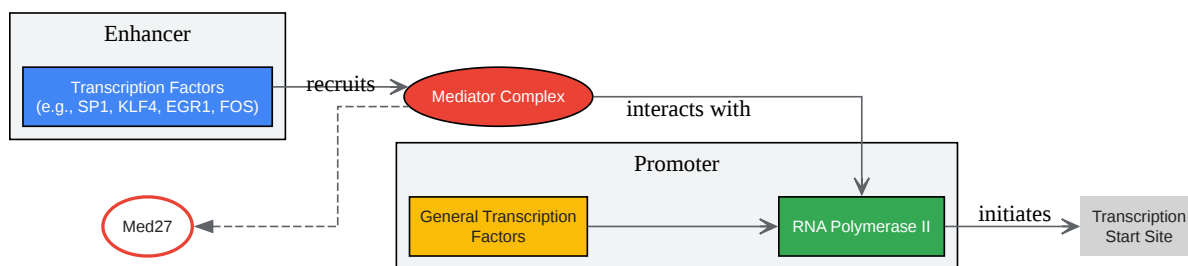 Enhancer
Transcription Factors
(e.g., SP1, KLF4, EGR1, FOS)
recruits
Mediator Complex
interacts with
Promoter
Med27
General Transcription
Factors
RNA Polymerase II
initiates
Transcription
Start Site